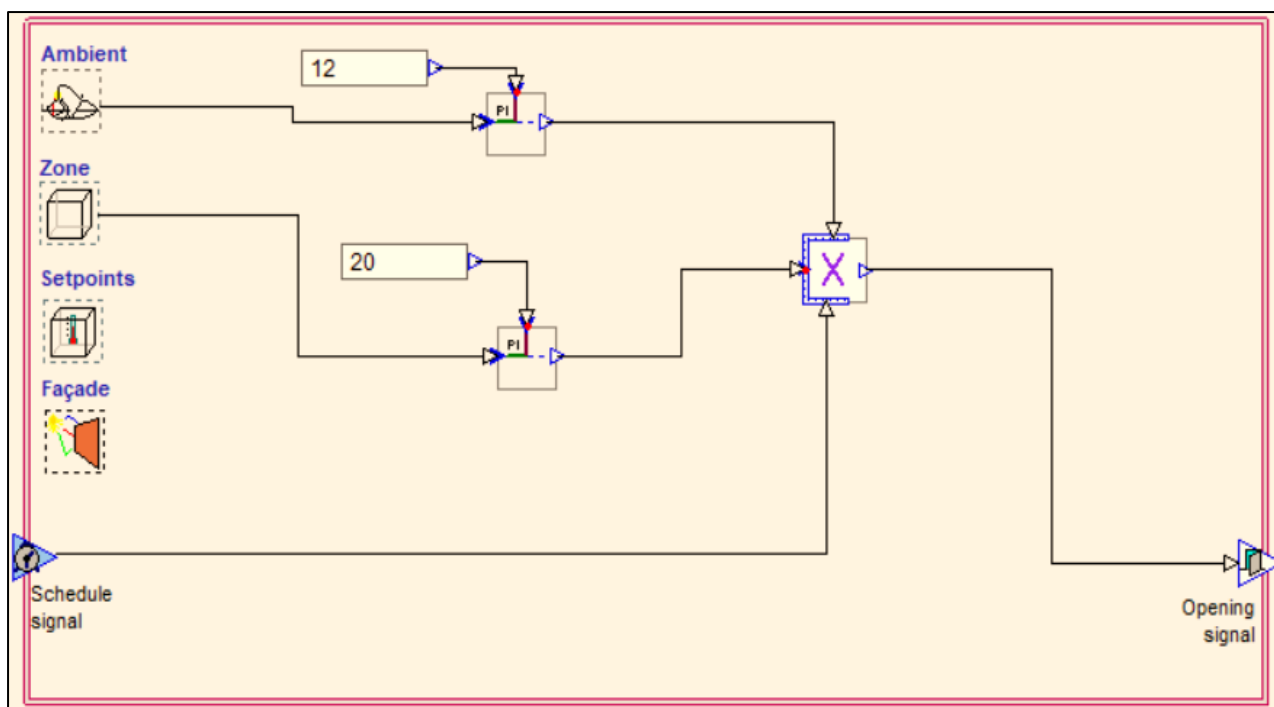 Ambient
12
PI
Zone
20
Setpoints
PI
Façade
X
Schedule
signal
Opening
signal